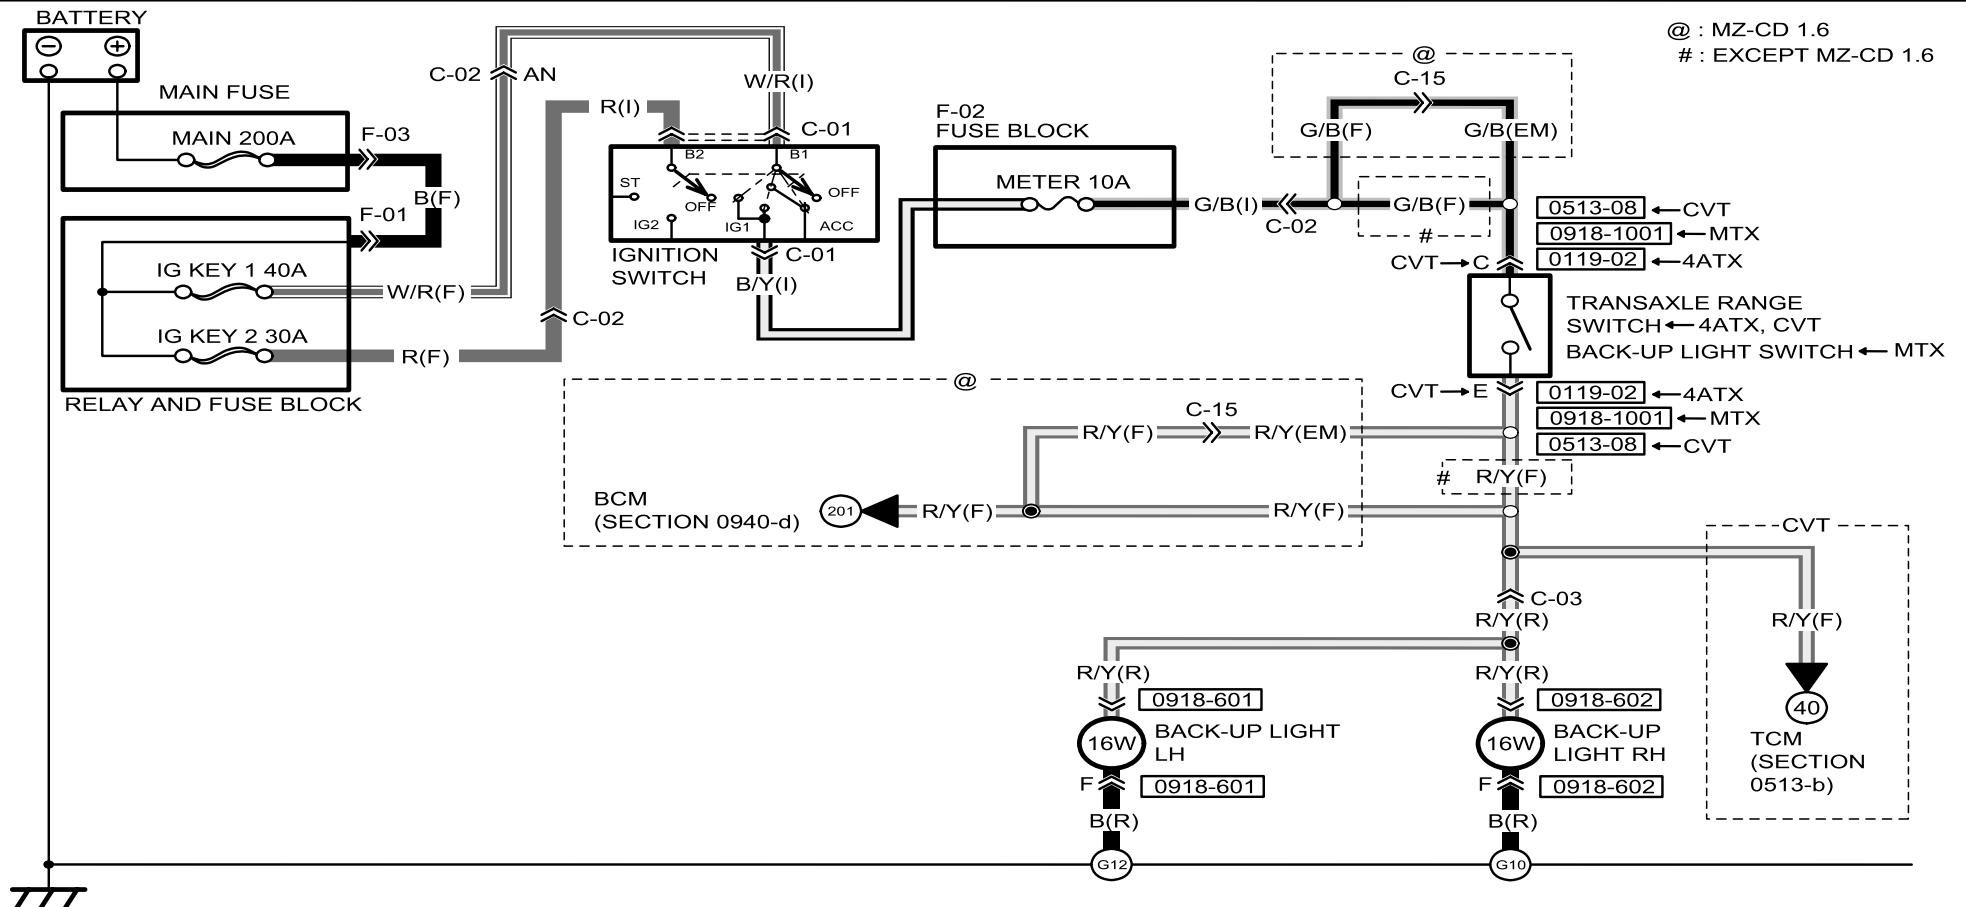 BATTERY
@ : MZ-CD 1.6
# : EXCEPT MZ-CD 1.6
− +
MAIN FUSE
MAIN 200A
F-03
B(F)
F-01
IG KEY 1 40A
W/R(F)
IG KEY 2 30A
R(F)
RELAY AND FUSE BLOCK
C-02 AN
W/R(I)
R(I)
C-01
C-02
B2
B1
ST
OFF
OFF
IG2
IG1
ACC
IGNITION
SWITCH
C-01
B/Y(I)
F-02
FUSE BLOCK
METER 10A
G/B(I)
C-02
@
C-15
G/B(F)
G/B(EM)
G/B(F)
#
0513-08 CVT
0918-1001 MTX
0119-02 4ATX
CVT C
TRANSAXLE RANGE
SWITCH 4ATX, CVT
BACK-UP LIGHT SWITCH MTX
CVT E
0119-02 4ATX
0918-1001 MTX
0513-08 CVT
@
C-15
R/Y(F)
R/Y(EM)
# R/Y(F)
BCM
(SECTION 0940-d)
201
R/Y(F)
R/Y(F)
CVT
R/Y(F)
40
TCM
(SECTION
0513-b)
C-03
R/Y(R)
R/Y(R)
R/Y(R)
0918-601
0918-602
16W
BACK-UP LIGHT
LH
16W
BACK-UP
LIGHT RH
F
0918-601
F
0918-602
B(R)
B(R)
G12
G10